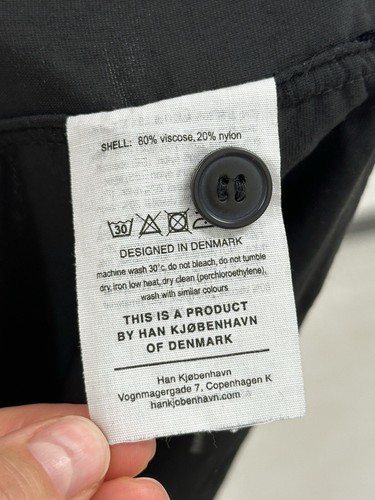 SHELL: 80% viscose, 20% nylon
30
DESIGNED IN DENMARK
machine wash 30°c, do not bleach, do not tumble
dry, iron low heat, dry clean (perchloroethylene),
wash with similar colours
THIS IS A PRODUCT
BY HAN KJØBENHAVN
OF DENMARK
Han Kjøbenhavn
Vognmagergade 7, Copenhagen K
hankjobenhavn.com